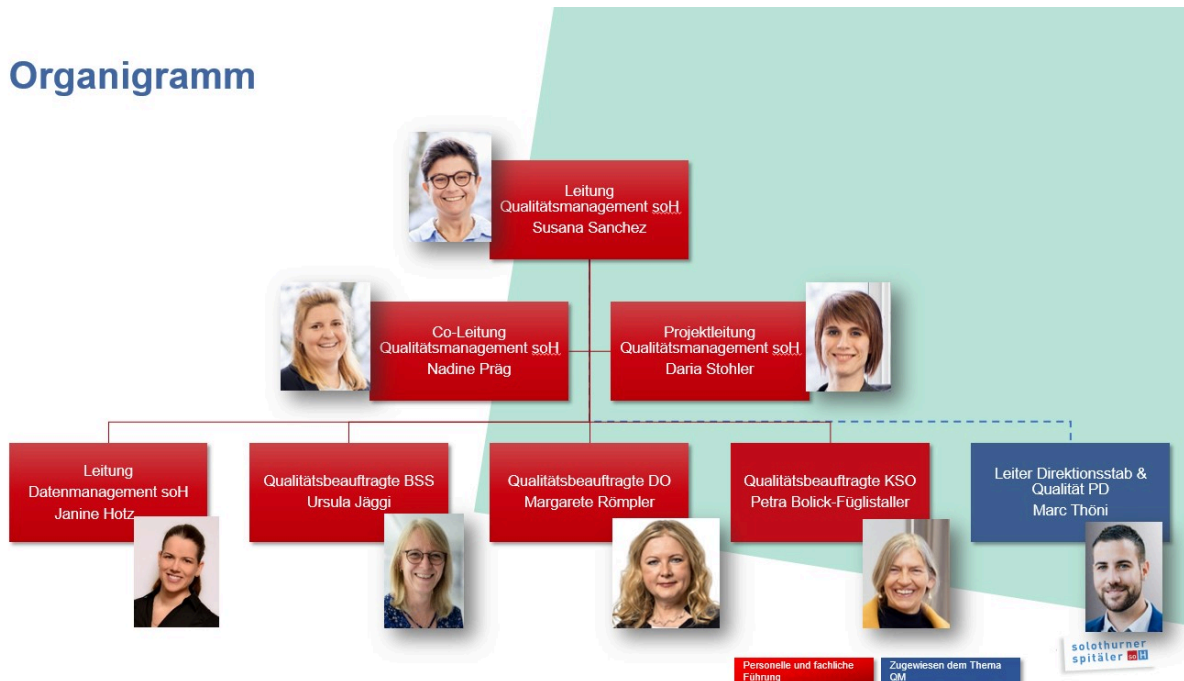 Organigramm
Leitung
Qualitätsmanagement soH
Susana Sanchez
Co-Leitung
Qualitätsmanagement soH
Nadine Präg
Projektleitung
Qualitätsmanagement soH
Daria Stohler
Leitung
Datenmanagement soH
Janine Hotz
Qualitätsbeauftragte BSS
Ursula Jäggi
Qualitätsbeauftragte DO
Margarete Römpler
Qualitätsbeauftragte KSO
Petra Bolick-Füglistaller
Leiter Direktionsstab &
Qualität PD
Marc Thöni
Personelle und fachliche
Führung
Zugewiesen dem Thema
QM
solothurner
spitäler soH